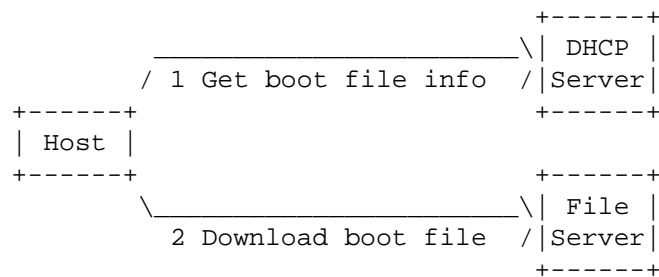 DHCP
1 Get boot file info
Server
Host
File
2 Download boot file
Server